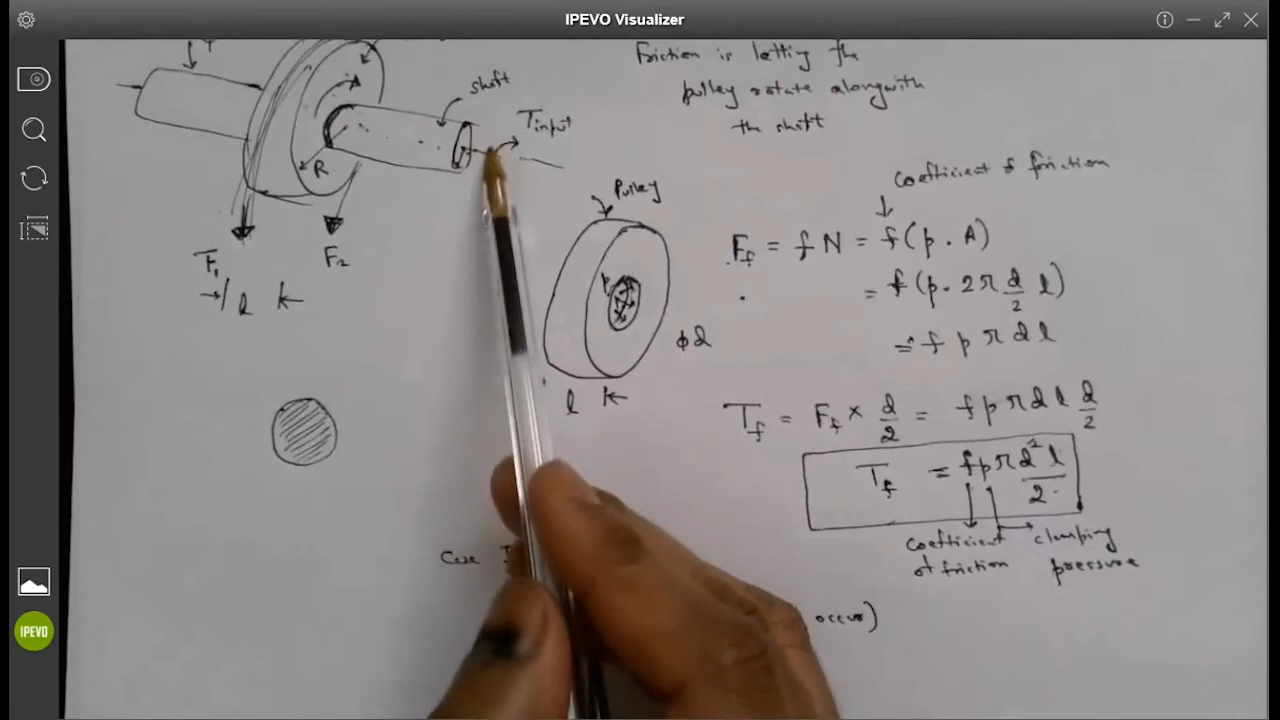 IPEVO Visualizer
Friction is letting the
pulley rotate alongwith
the shaft
shaft
Tinput
R
F1
F2
l
Pulley
p
ϕd
l
Coefficient of friction
Ff = f N = f (p . A)
= f (p . 2π d/2 l)
= f p π d l
Tf = Ff × d/2 = f p π d l d/2
Tf = f p π d² l / 2
coefficient of friction
clamping pressure
Case
occur)
IPEVO